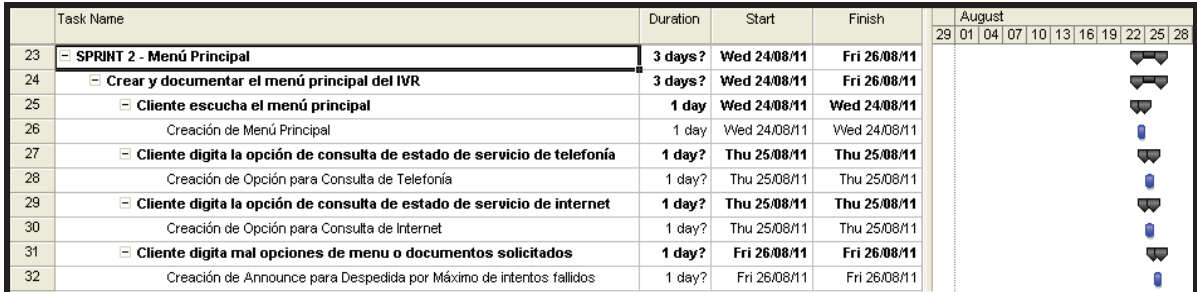 Task Name Duration Start Finish August
29 01 04 07 10 13 16 19 22 25 28
23 SPRINT 2 - Menú Principal 3 days? Wed 24/08/11 Fri 26/08/11
24 Crear y documentar el menú principal del IVR 3 days? Wed 24/08/11 Fri 26/08/11
25 Cliente escucha el menú principal 1 day Wed 24/08/11 Wed 24/08/11
26 Creación de Menú Principal 1 day Wed 24/08/11 Wed 24/08/11
27 Cliente digita la opción de consulta de estado de servicio de telefonía 1 day? Thu 25/08/11 Thu 25/08/11
28 Creación de Opción para Consulta de Telefonía 1 day? Thu 25/08/11 Thu 25/08/11
29 Cliente digita la opción de consulta de estado de servicio de internet 1 day? Thu 25/08/11 Thu 25/08/11
30 Creación de Opción para Consulta de Internet 1 day? Thu 25/08/11 Thu 25/08/11
31 Cliente digita mal opciones de menu o documentos solicitados 1 day? Fri 26/08/11 Fri 26/08/11
32 Creación de Announce para Despedida por Máximo de intentos fallidos 1 day? Fri 26/08/11 Fri 26/08/11